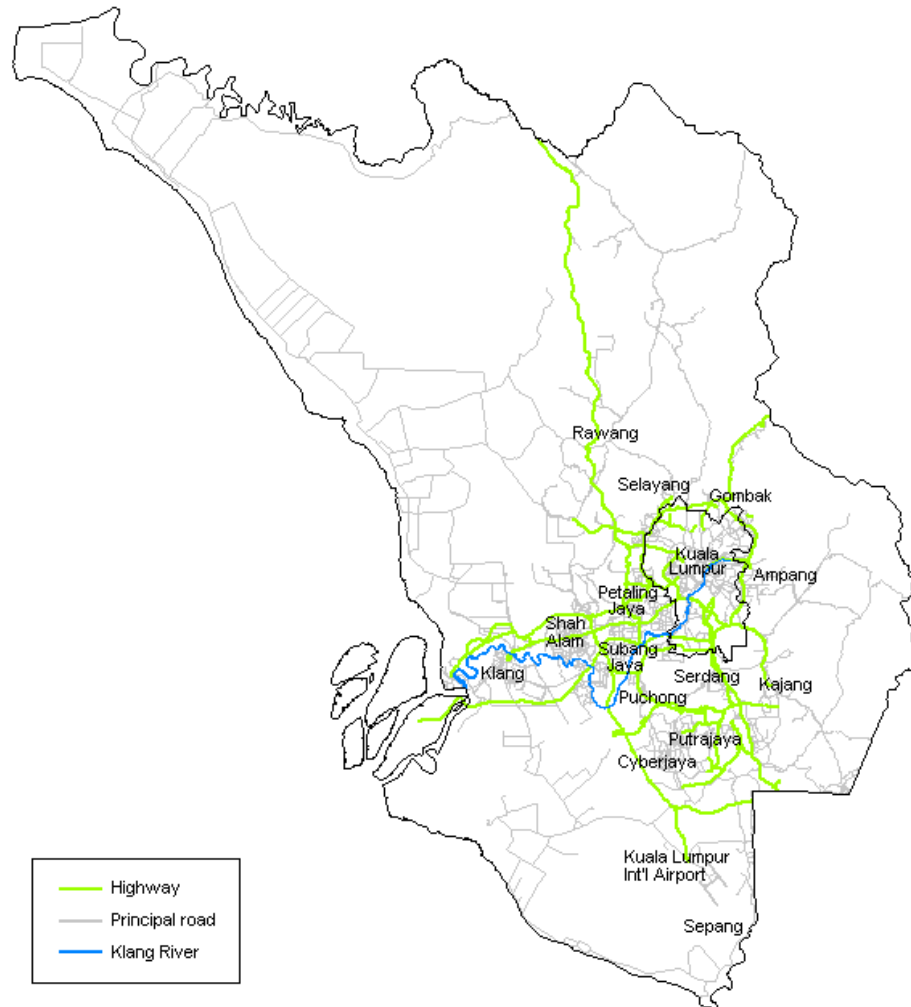 Rawang
Selayang
Gombak
Kuala
Lumpur
Ampang
Petaling
Jaya
Shah
Alam
Subang
Jaya
Klang
Serdang
Kajang
Puchong
Putrajaya
Cyberjaya
Kuala Lumpur
Int'l Airport
Sepang
Highway
Principal road
Klang River